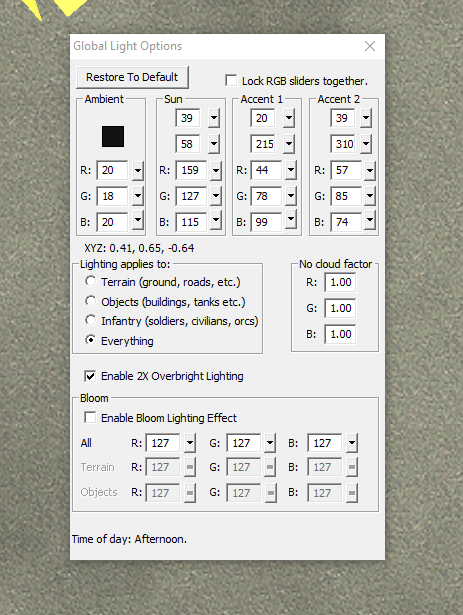 Global Light Options
Restore To Default
Lock RGB sliders together.
Ambient Sun Accent 1 Accent 2
39 20 39
58 215 310
R: 20 R: 159 R: 44 R: 57
G: 18 G: 127 G: 78 G: 85
B: 20 B: 115 B: 99 B: 74
XYZ: 0.41, 0.65, -0.64
Lighting applies to: No cloud factor
Terrain (ground, roads, etc.) R: 1.00
Objects (buildings, tanks etc.) G: 1.00
Infantry (soldiers, civilians, orcs) B: 1.00
Everything
Enable 2X Overbright Lighting
Bloom
Enable Bloom Lighting Effect
All R: 127 G: 127 B: 127
Terrain R: 127 G: 127 B: 127
Objects R: 127 G: 127 B: 127
Time of day: Afternoon.